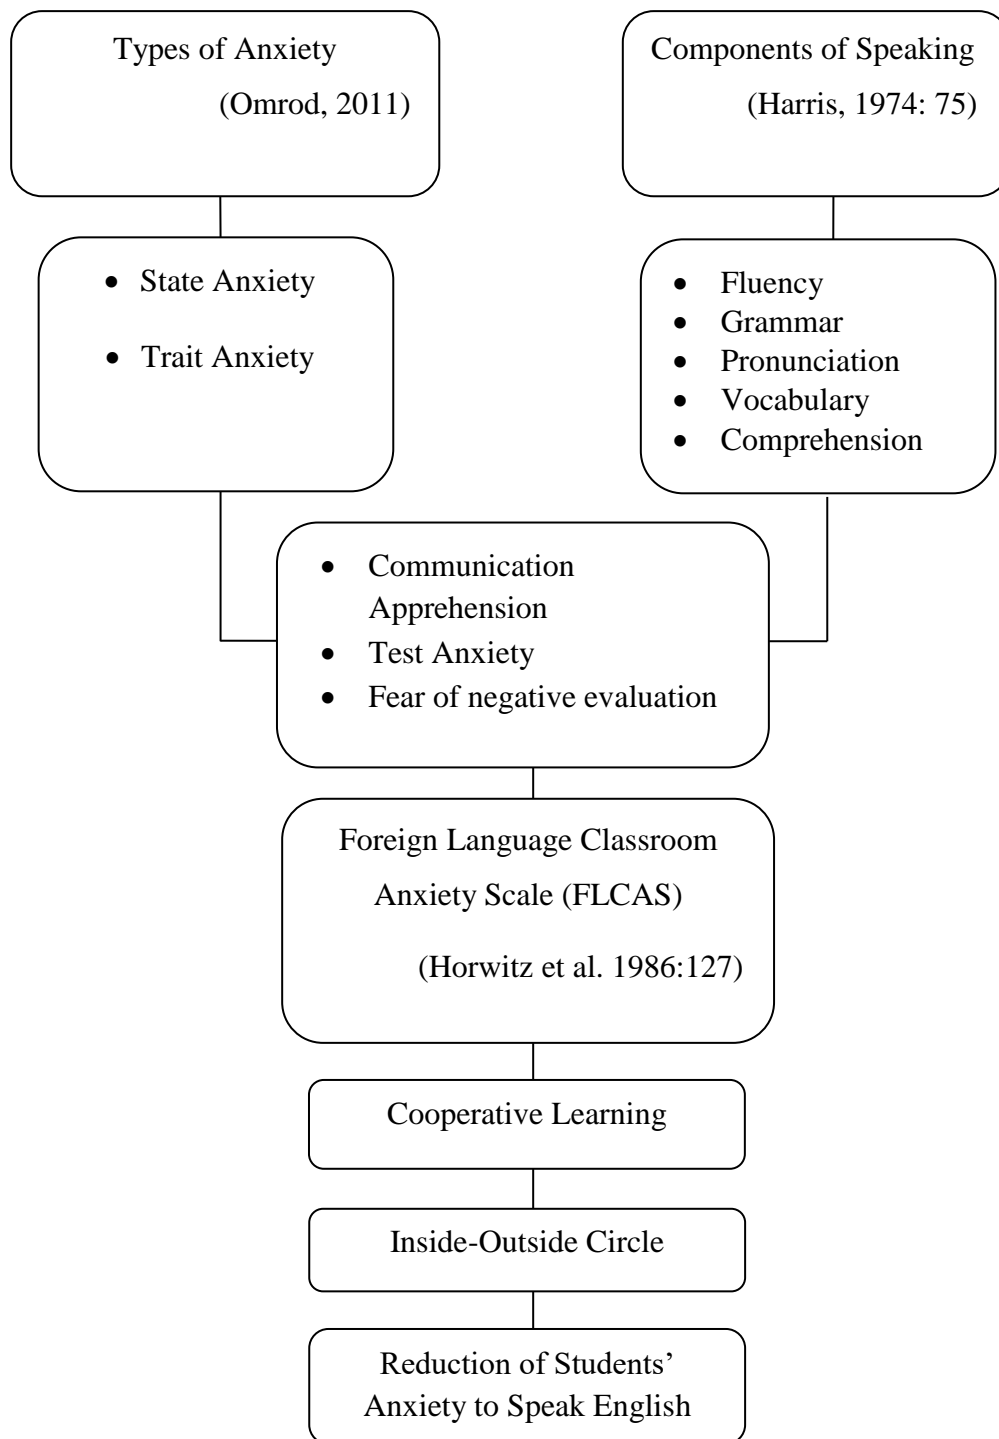 Types of Anxiety
(Omrod, 2011)
Components of Speaking
(Harris, 1974: 75)
• State Anxiety
• Trait Anxiety
• Fluency
• Grammar
• Pronunciation
• Vocabulary
• Comprehension
• Communication
Apprehension
• Test Anxiety
• Fear of negative evaluation
Foreign Language Classroom
Anxiety Scale (FLCAS)
(Horwitz et al. 1986:127)
Cooperative Learning
Inside-Outside Circle
Reduction of Students’
Anxiety to Speak English